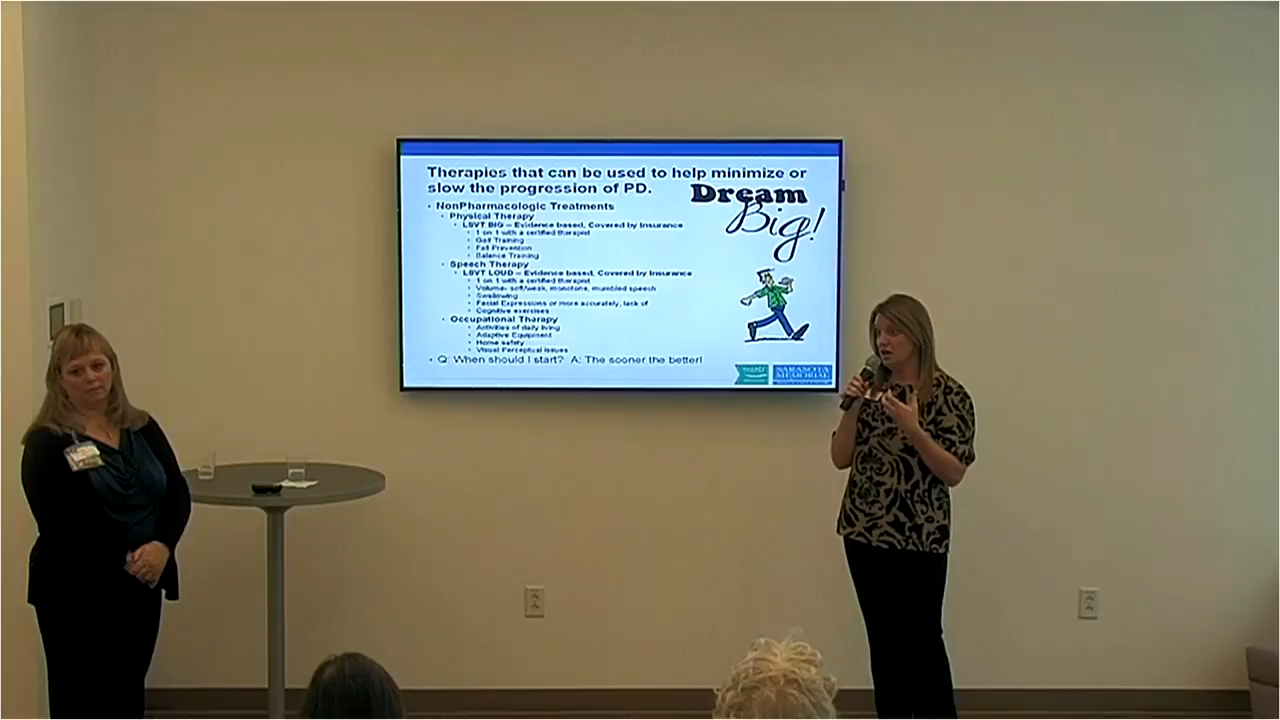 Therapies that can be used to help minimize or
slow the progression of PD.
Dream
Big!
• NonPharmacologic Treatments
• Physical Therapy
• LSVT BIG – Evidence based, Covered by Insurance
• 1 on 1 with a certified therapist
• Gait Training
• Fall Prevention
• Balance Training
• Speech Therapy
• LSVT LOUD – Evidence based, Covered by Insurance
• 1 on 1 with a certified therapist
• Volume- soft/weak, monotone, mumbled speech
• Swallowing
• Facial Expressions or more accurately, lack of
• Cognitive exercises
• Occupational Therapy
• Activities of daily living
• Adaptive Equipment
• Home safety
• Visual Perceptual issues
• Q: When should I start? A: The sooner the better!
SARASOTA
MEMORIAL